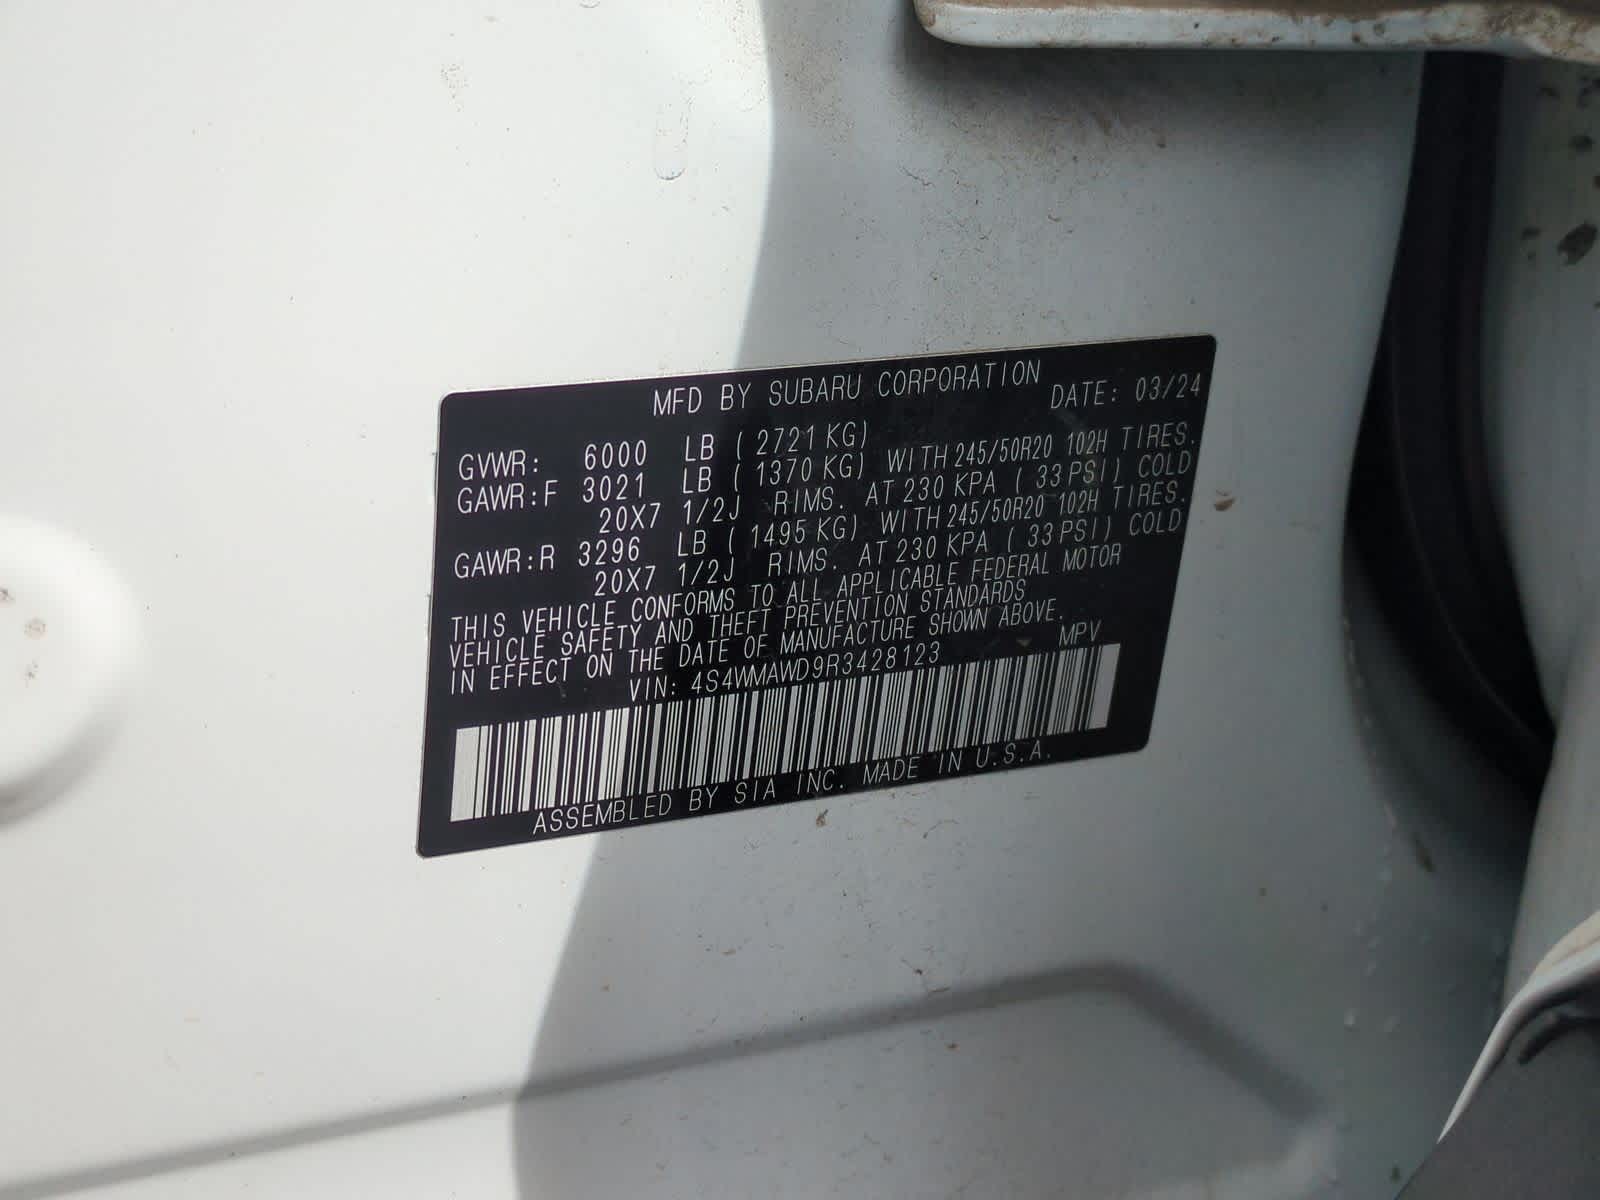 MFD BY SUBARU CORPORATION DATE: 03/24
GVWR: 6000 LB ( 2721 KG)
GAWR:F 3021 LB ( 1370 KG) WITH 245/50R20 102H TIRES.
20X7 1/2J RIMS. AT 230 KPA ( 33 PSI) COLD
GAWR:R 3296 LB ( 1495 KG) WITH 245/50R20 102H TIRES.
20X7 1/2J RIMS. AT 230 KPA ( 33 PSI) COLD
THIS VEHICLE CONFORMS TO ALL APPLICABLE FEDERAL MOTOR
VEHICLE SAFETY AND THEFT PREVENTION STANDARDS
IN EFFECT ON THE DATE OF MANUFACTURE SHOWN ABOVE.
VIN: 4S4WMAWD9R3428123 MPV
ASSEMBLED BY SIA INC. MADE IN U.S.A.